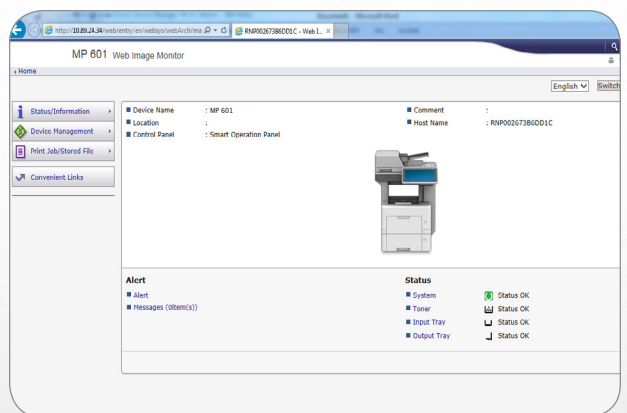 http://10.89.24.34/web/entry/en/websys/webArch/ma
RNP002673B6DD1C - Web I...
MP 601 Web Image Monitor
Home
English
Switch
Status/Information
Device Management
Print Job/Stored File
Convenient Links
Device Name : MP 601
Location :
Control Panel : Smart Operation Panel
Comment :
Host Name : RNP002673B6DD1C
Alert
Alert
Messages (0item(s))
Status
System Status OK
Toner Status OK
Input Tray Status OK
Output Tray Status OK